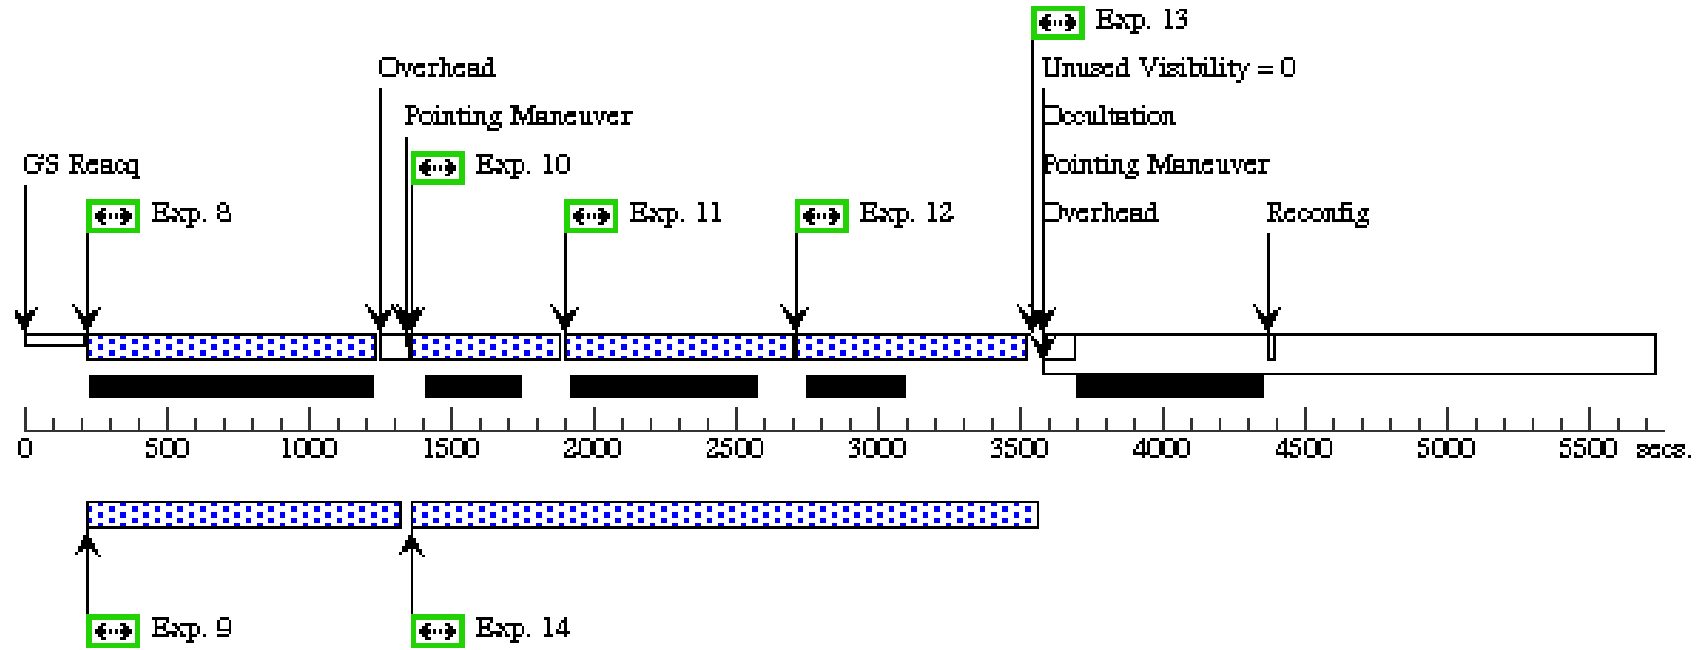 Exp. 13
Overhead
Unused Visibility = 0
Pointing Maneuver
Occultation
GS Reacq
Exp. 10
Pointing Maneuver
Exp. 8
Exp. 11
Exp. 12
Overhead
Reconfig
0 500 1000 1500 2000 2500 3000 3500 4000 4500 5000 5500 secs.
Exp. 9
Exp. 14